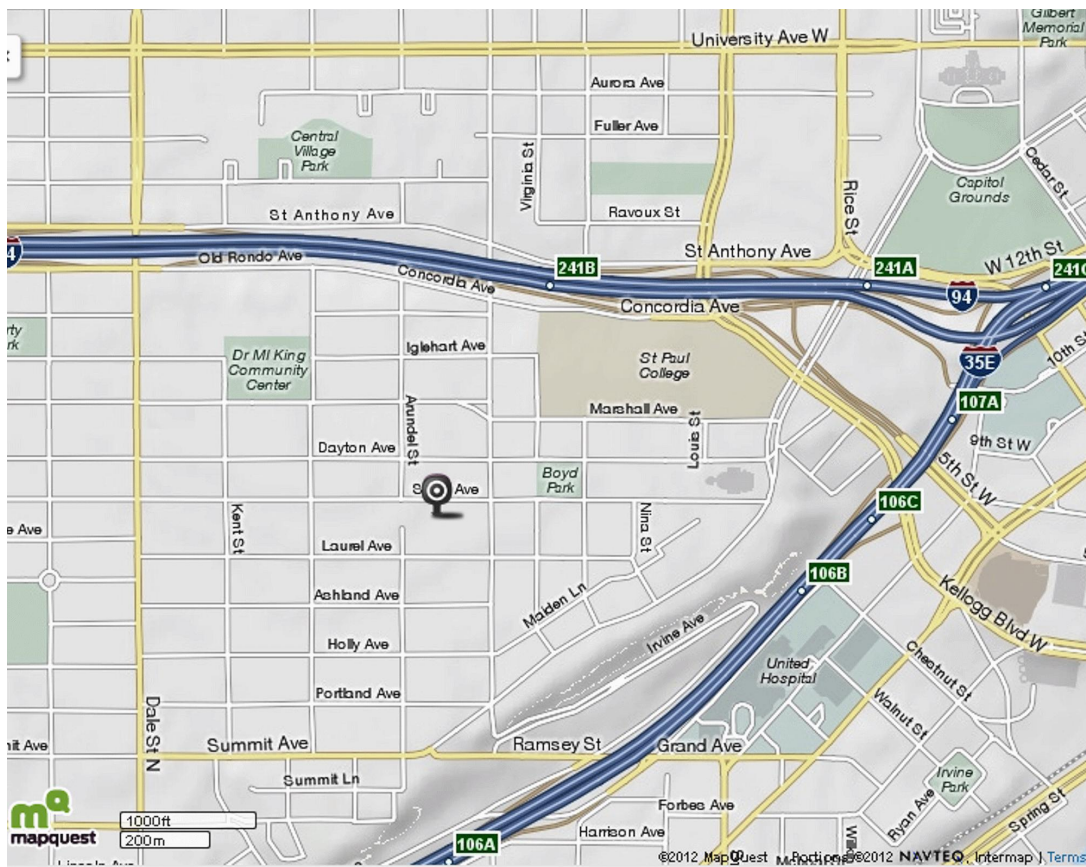 Gilbert
Memorial
Park
University Ave W
Aurora Ave
Central
Village
Park
Fuller Ave
Virginia St
Cedar St
Capitol
Grounds
Rice St
Ravoux St
St Anthony Ave
St Anthony Ave
W 12th St
Old Rondo Ave
241B
241A
241C
Concordia Ave
94
Concordia Ave
Iglehart Ave
St Paul
College
35E
10th St
Dr Ml King
Community
Center
107A
Arundel St
Marshall Ave
Louis St
9th St W
Dayton Ave
Boyd
Park
5th St W
Ave
106C
Kent St
Nina St
Laurel Ave
106B
Ashland Ave
Maiden Ln
Kellogg Blvd W
Irvine Ave
Holly Ave
United
Hospital
Chestnut St
Portland Ave
Walnut St
Dale St N
Summit Ave
Ramsey St
Grand Ave
Summit Ln
Irvine
Park
mapquest
1000ft
200m
Forbes Ave
Ryan Ave
Spring St
Harrison Ave
106A
©2012 MapQuest Portions ©2012 NAVTEQ, Intermap | Terms